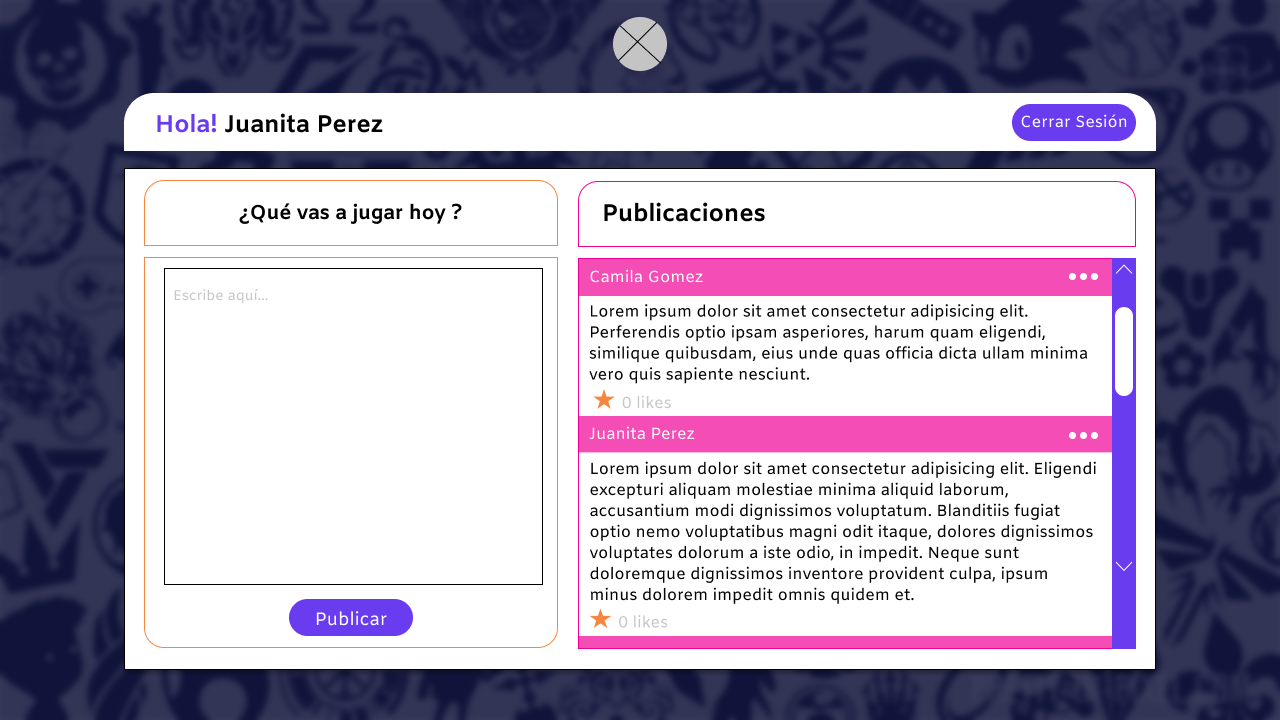 Hola! Juanita Perez
Cerrar Sesión
¿Qué vas a jugar hoy ?
Escribe aquí...
Publicar
Publicaciones
Camila Gomez
Lorem ipsum dolor sit amet consectetur adipisicing elit.
Perferendis optio ipsam asperiores, harum quam eligendi,
similique quibusdam, eius unde quas officia dicta ullam minima
vero quis sapiente nesciunt.
0 likes
Juanita Perez
Lorem ipsum dolor sit amet consectetur adipisicing elit. Eligendi
excepturi aliquam molestiae minima aliquid laborum,
accusantium modi dignissimos voluptatum. Blanditiis fugiat
optio nemo voluptatibus magni odit itaque, dolores dignissimos
voluptates dolorum a iste odio, in impedit. Neque sunt
doloremque dignissimos inventore provident culpa, ipsum
minus dolorem impedit omnis quidem et.
0 likes